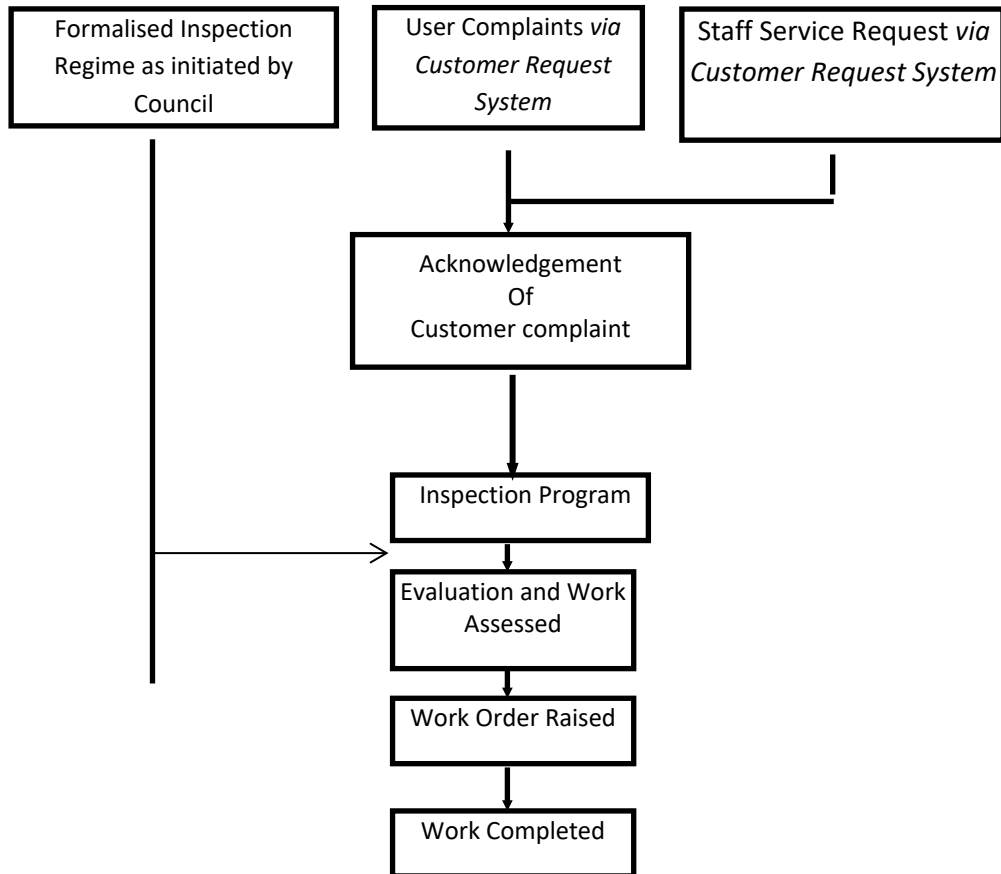 Formalised Inspection
Regime as initiated by
Council
User Complaints via
Customer Request
System
Staff Service Request via
Customer Request System
Acknowledgement
Of
Customer complaint
Inspection Program
Evaluation and Work
Assessed
Work Order Raised
Work Completed